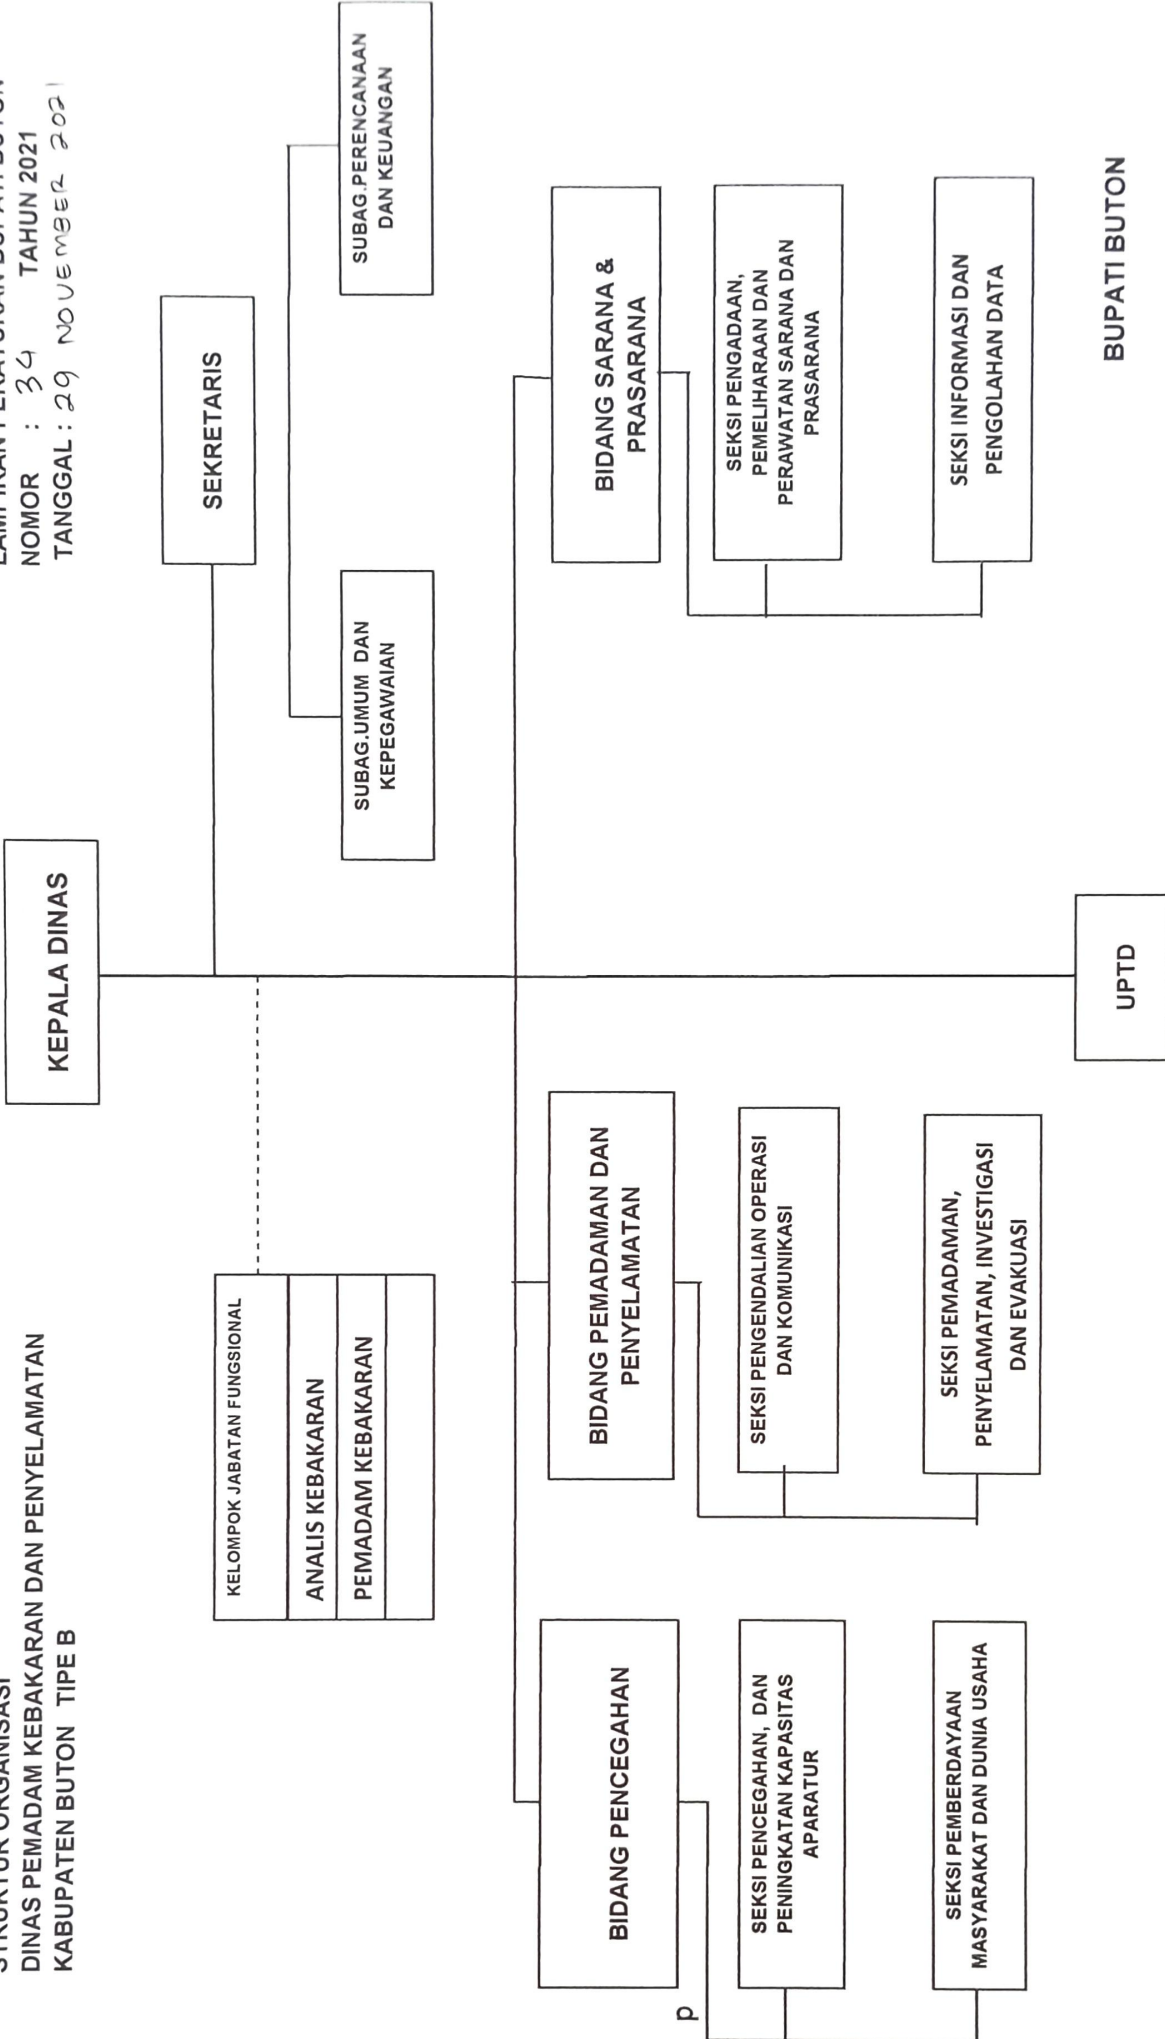 STRUKTUR ORGANISASI
DINAS PEMADAM KEBAKARAN DAN PENYELAMATAN
KABUPATEN BUTON TIPE B
LAMPIRAN PERATURAN BUPATI BUTON
NOMOR : 34 TAHUN 2021
TANGGAL : 29 NOVEMBER 2021
KEPALA DINAS
SEKRETARIS
KELOMPOK JABATAN FUNGSIONAL
ANALIS KEBAKARAN
PEMADAM KEBAKARAN
SUBAG.UMUM DAN
KEPEGAWAIAN
SUBAG.PERENCANAAN
DAN KEUANGAN
BIDANG PENCEGAHAN
BIDANG PEMADAMAN DAN
PENYELAMATAN
BIDANG SARANA &
PRASARANA
p
SEKSI PENCEGAHAN, DAN
PENINGKATAN KAPASITAS
APARATUR
SEKSI PENGENDALIAN OPERASI
DAN KOMUNIKASI
SEKSI PENGADAAN,
PEMELIHARAAN DAN
PERAWATAN SARANA DAN
PRASARANA
SEKSI PEMBERDAYAAN
MASYARAKAT DAN DUNIA USAHA
SEKSI PEMADAMAN,
PENYELAMATAN, INVESTIGASI
DAN EVAKUASI
SEKSI INFORMASI DAN
PENGOLAHAN DATA
UPTD
BUPATI BUTON